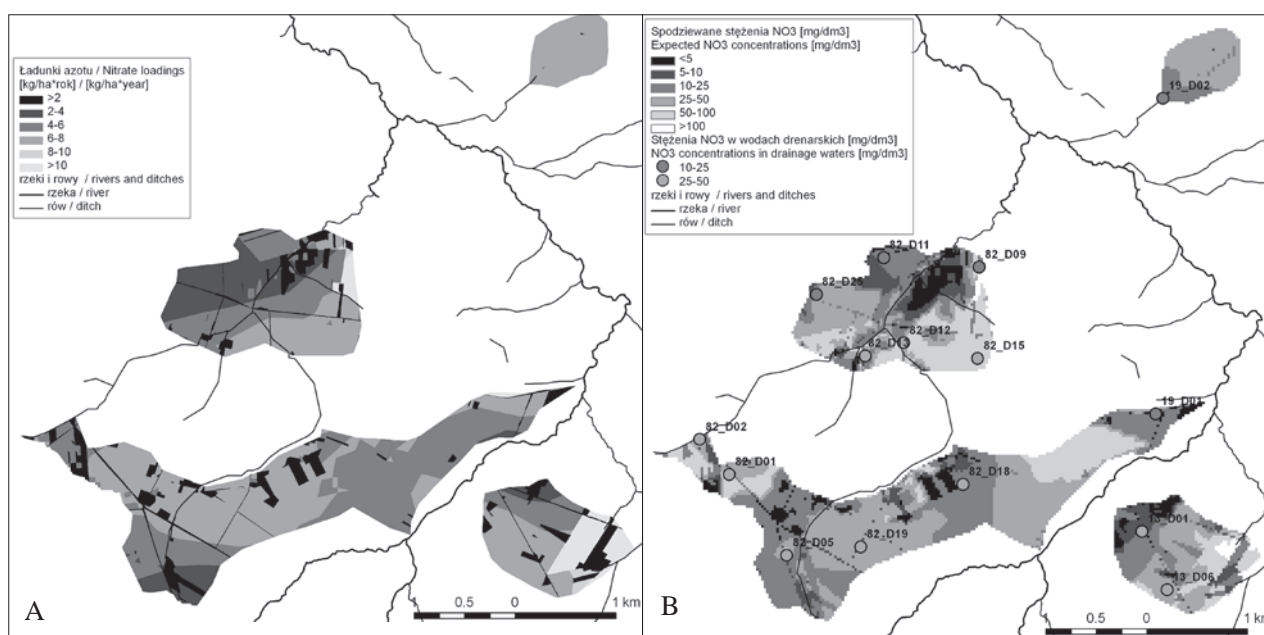 Ładunki azotu / Nitrate loadings
[kg/ha*rok] / [kg/ha*year]
>2
2-4
4-6
6-8
8-10
>10
rzeki i rowy / rivers and ditches
rzeka / river
rów / ditch
0.5 0 1 km
A
Spodziewane stężenia NO3 [mg/dm3]
Expected NO3 concentrations [mg/dm3]
<5
5-10
10-25
25-50
50-100
>100
Stężenia NO3 w wodach drenarskich [mg/dm3]
NO3 concentrations in drainage waters [mg/dm3]
10-25
25-50
rzeki i rowy / rivers and ditches
rzeka / river
rów / ditch
19_D02
82_D11
82_D09
82_D12
82_D13
82_D15
19_D01
82_D02
82_D01
82_D18
13_D01
82_D05
82_D19
13_D06
0.5 0 1 km
B